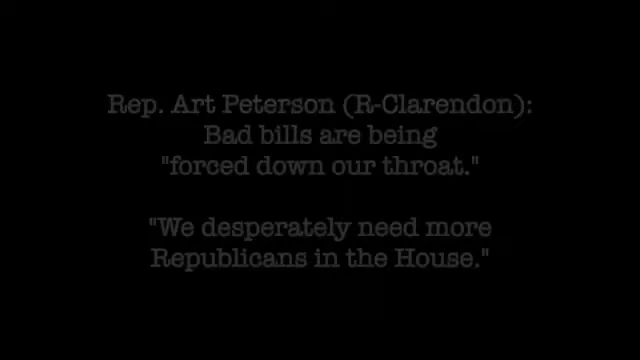 Rep. Art Peterson (R-Clarendon):
Bad bills are being
"forced down our throat."
"We desperately need more
Republicans in the House."